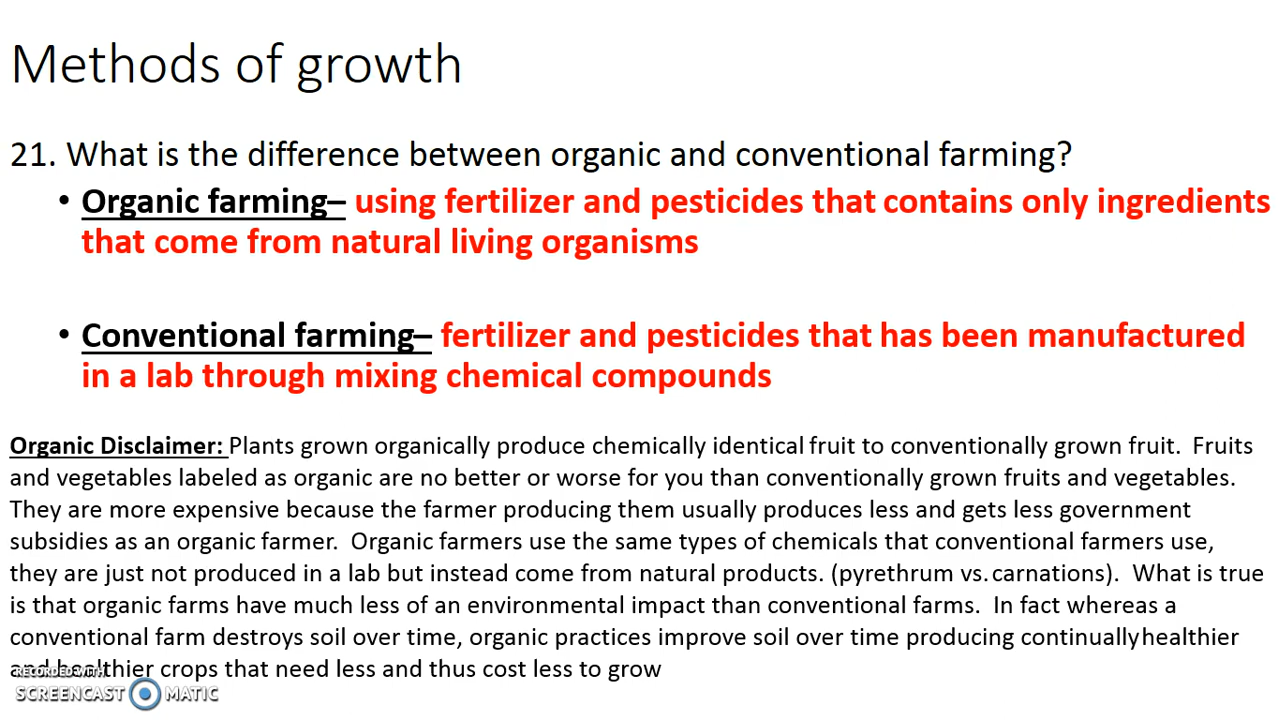 Methods of growth
21. What is the difference between organic and conventional farming?
• Organic farming– using fertilizer and pesticides that contains only ingredients
that come from natural living organisms
• Conventional farming– fertilizer and pesticides that has been manufactured
in a lab through mixing chemical compounds
Organic Disclaimer: Plants grown organically produce chemically identical fruit to conventionally grown fruit. Fruits
and vegetables labeled as organic are no better or worse for you than conventionally grown fruits and vegetables.
They are more expensive because the farmer producing them usually produces less and gets less government
subsidies as an organic farmer. Organic farmers use the same types of chemicals that conventional farmers use,
they are just not produced in a lab but instead come from natural products. (pyrethrum vs. carnations). What is true
is that organic farms have much less of an environmental impact than conventional farms. In fact whereas a
conventional farm destroys soil over time, organic practices improve soil over time producing continually healthier
and healthier crops that need less and thus cost less to grow
RECORDED WITH
SCREENCAST MATIC